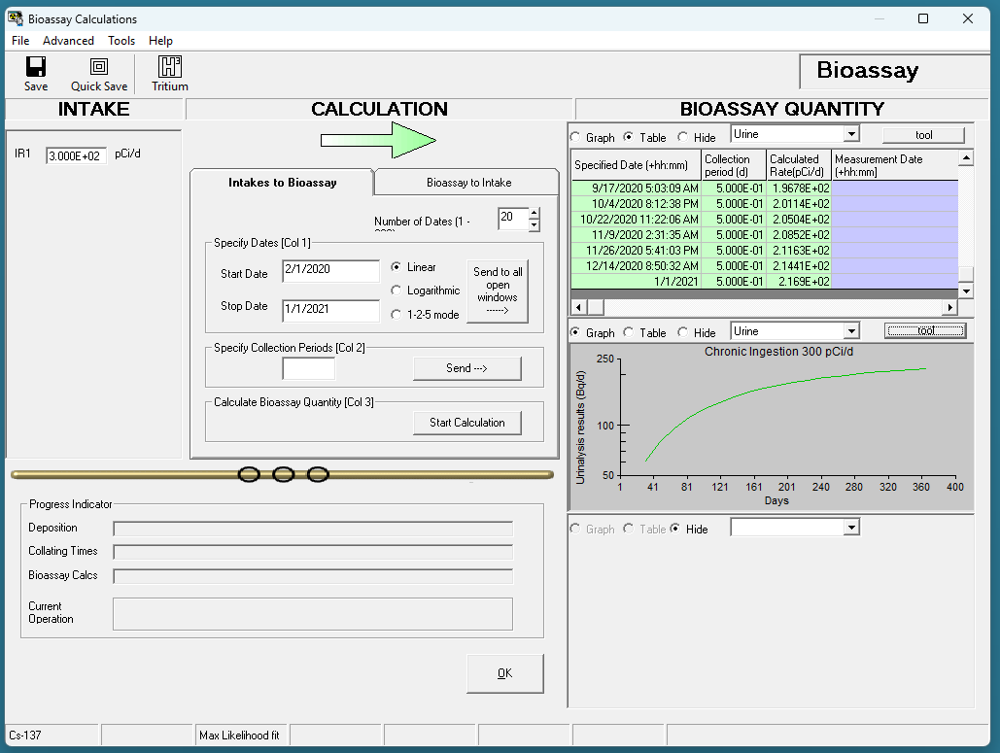 Bioassay Calculations
File Advanced Tools Help
Save Quick Save Tritium
Bioassay
INTAKE CALCULATION BIOASSAY QUANTITY
IR1 3.000E+02 pCi/d
Intakes to Bioassay Bioassay to Intake
Number of Dates (1 -
20
Specify Dates [Col 1]
Start Date 2/1/2020
Stop Date 1/1/2021
Linear
Logarithmic
1-2-5 mode
Send to all
open
windows
------>
Specify Collection Periods [Col 2]
Send --->
Calculate Bioassay Quantity [Col 3]
Start Calculation
Progress Indicator
Deposition
Collating Times
Bioassay Calcs
Current
Operation
OK
Graph Table Hide Urine tool
Specified Date (+hh:mm) Collection period (d) Calculated Rate(pCi/d) Measurement Date (+hh:mm)
9/17/2020 5:03:09 AM 5.000E-01 1.9678E+02
10/4/2020 8:12:38 PM 5.000E-01 2.0114E+02
10/22/2020 11:22:06 AM 5.000E-01 2.0504E+02
11/9/2020 2:31:35 AM 5.000E-01 2.0852E+02
11/26/2020 5:41:03 PM 5.000E-01 2.1163E+02
12/14/2020 8:50:32 AM 5.000E-01 2.1441E+02
1/1/2021 5.000E-01 2.169E+02
Graph Table Hide Urine tool
Chronic Ingestion 300 pCi/d
Urinalysis results (Bq/d)
250
100
50
1 41 81 121 161 201 240 280 320 360 400
Days
Graph Table Hide
Cs-137 Max Likelihood fit